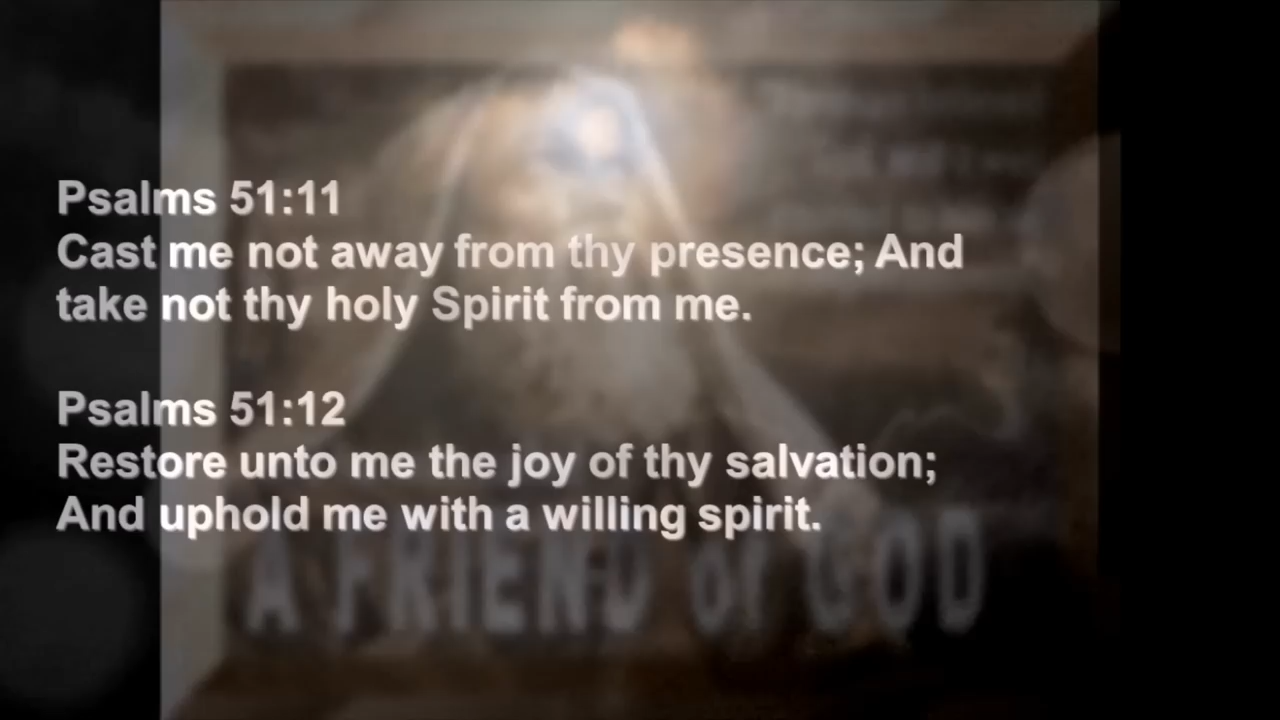 Psalms 51:11
Cast me not away from thy presence; And
take not thy holy Spirit from me.
Psalms 51:12
Restore unto me the joy of thy salvation;
And uphold me with a willing spirit.
A FRIEND of GOD